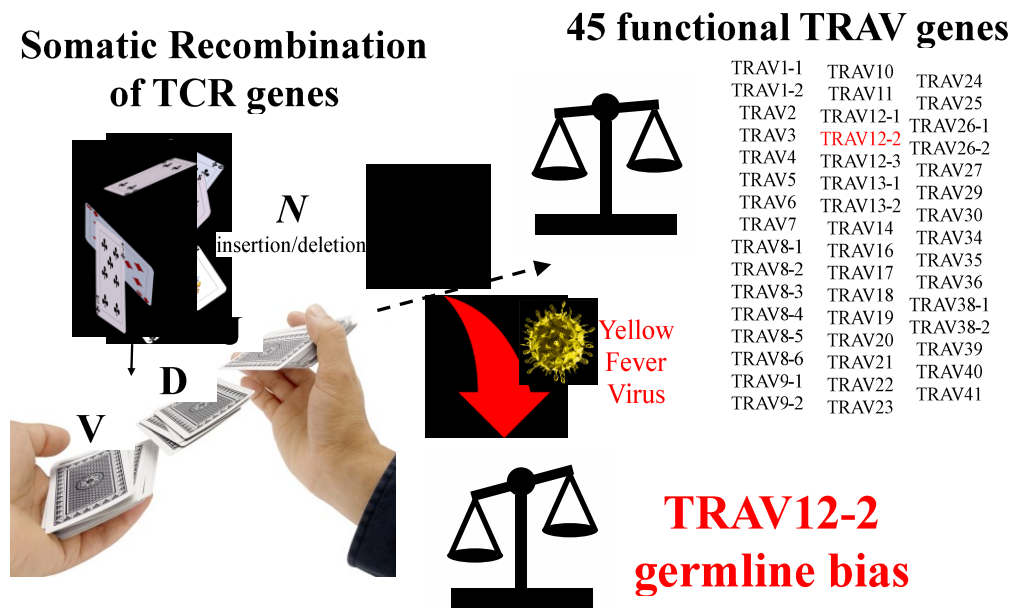 Somatic Recombination
of TCR genes
N
insertion/deletion
D
V
Yellow
Fever
Virus
45 functional TRAV genes
TRAV1-1
TRAV1-2
TRAV2
TRAV3
TRAV4
TRAV5
TRAV6
TRAV7
TRAV8-1
TRAV8-2
TRAV8-3
TRAV8-4
TRAV8-5
TRAV8-6
TRAV9-1
TRAV9-2
TRAV10
TRAV11
TRAV12-1
TRAV12-2
TRAV12-3
TRAV13-1
TRAV13-2
TRAV14
TRAV16
TRAV17
TRAV18
TRAV19
TRAV20
TRAV21
TRAV22
TRAV23
TRAV24
TRAV25
TRAV26-1
TRAV26-2
TRAV27
TRAV29
TRAV30
TRAV34
TRAV35
TRAV36
TRAV38-1
TRAV38-2
TRAV39
TRAV40
TRAV41
TRAV12-2
germline bias